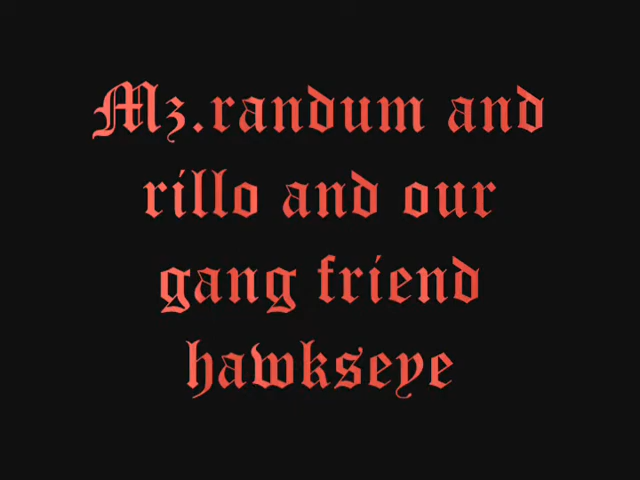 Mz.randum and
rillo and our
gang friend
hawkseye